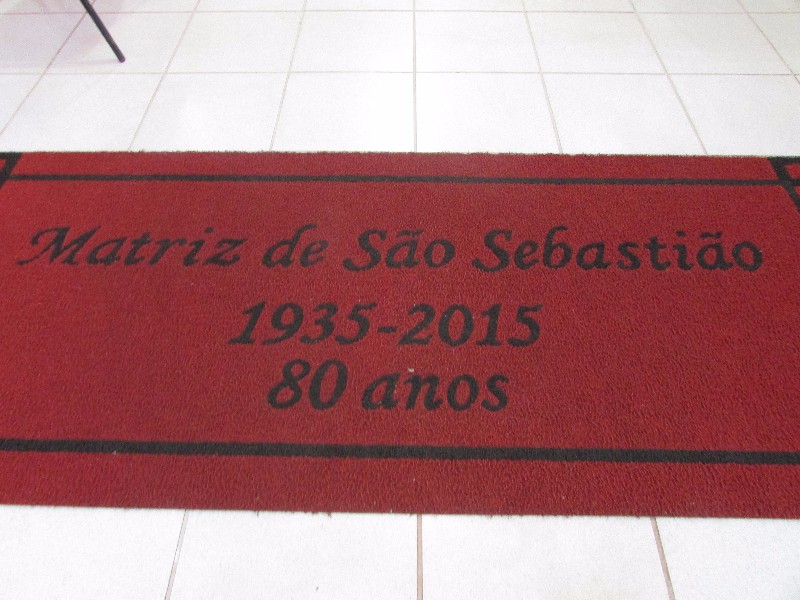 Matriz de São Sebastião
1935-2015
80 anos